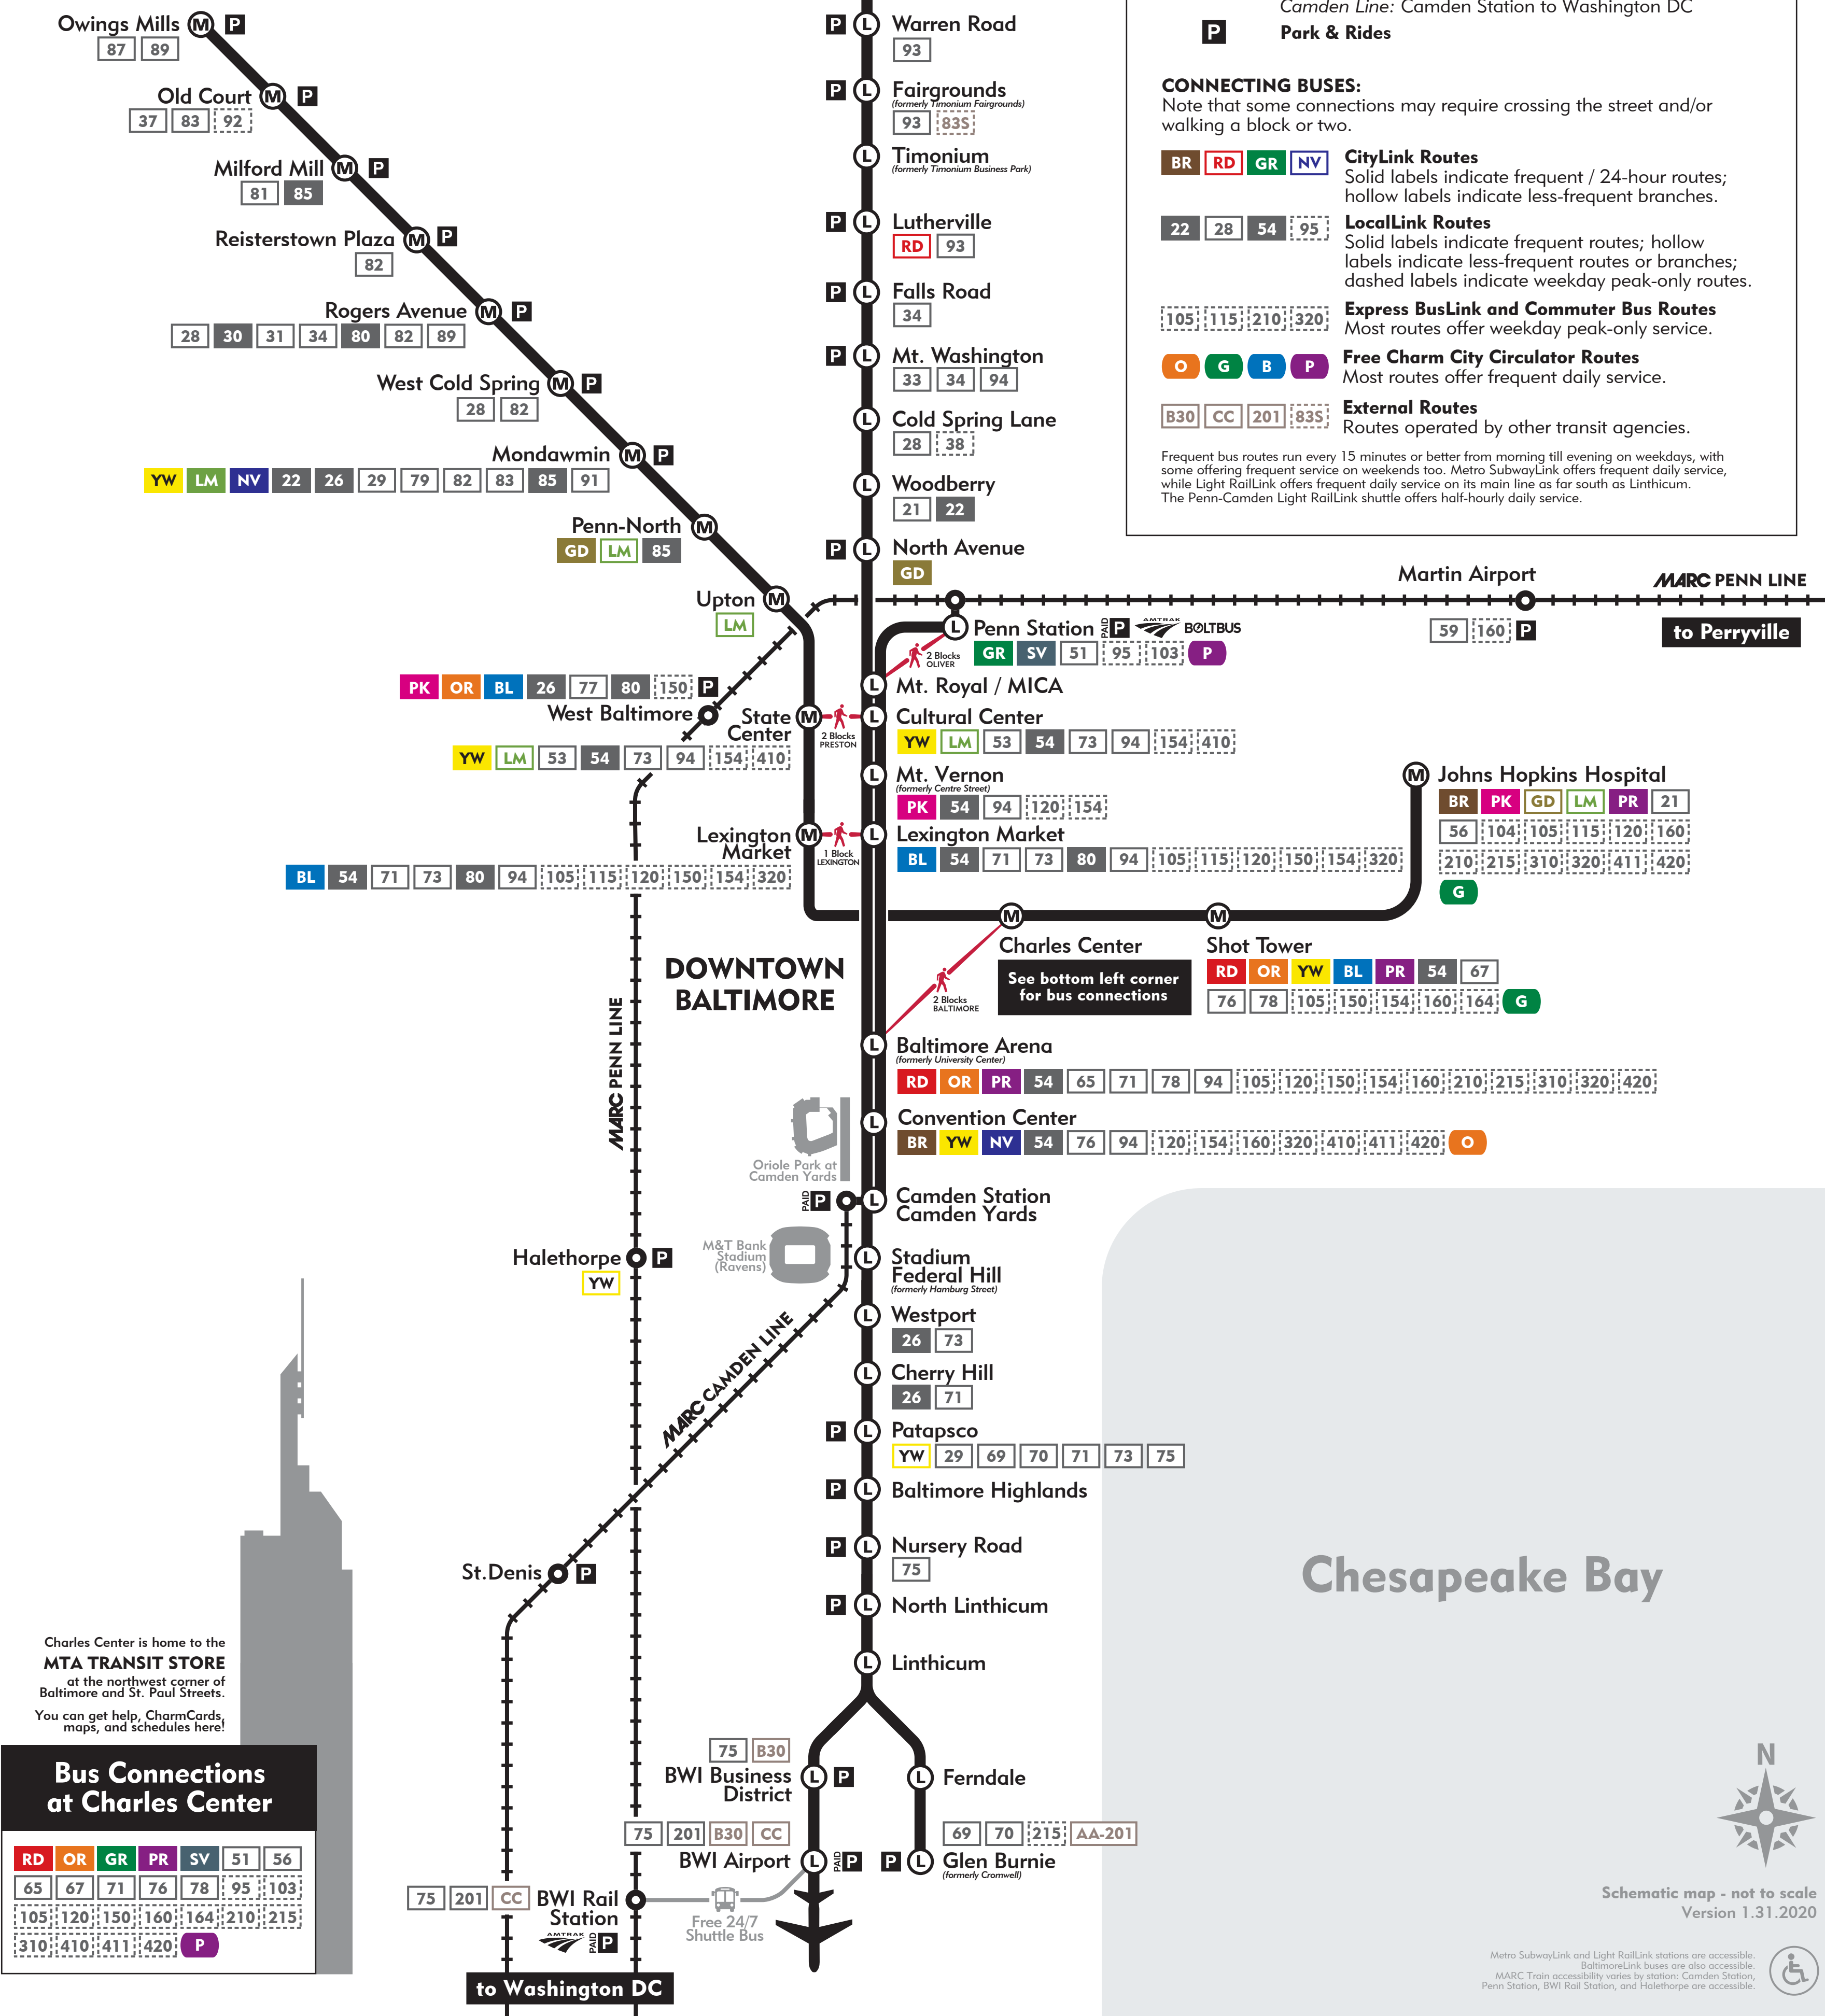 Camden Line: Camden Station to Washington DC
P Park & Rides
CONNECTING BUSES:
Note that some connections may require crossing the street and/or
walking a block or two.
BR RD GR NV CityLink Routes
Solid labels indicate frequent / 24-hour routes;
hollow labels indicate less-frequent branches.
22 28 54 95 LocalLink Routes
Solid labels indicate frequent routes; hollow
labels indicate less-frequent routes or branches;
dashed labels indicate weekday peak-only routes.
105 115 210 320 Express BusLink and Commuter Bus Routes
Most routes offer weekday peak-only service.
O G B P Free Charm City Circulator Routes
Most routes offer frequent daily service.
B30 CC 201 83S External Routes
Routes operated by other transit agencies.
Frequent bus routes run every 15 minutes or better from morning till evening on weekdays, with
some offering frequent service on weekends too. Metro SubwayLink offers frequent daily service,
while Light RailLink offers frequent daily service on its main line as far south as Linthicum.
The Penn-Camden Light RailLink shuttle offers half-hourly daily service.
Owings Mills M P
87 89
Old Court M P
37 83 92
Milford Mill M P
81 85
Reisterstown Plaza M P
82
Rogers Avenue M P
28 30 31 34 80 82 89
West Cold Spring M P
28 82
Mondawmin M P
YW LM NV 22 26 29 79 82 83 85 91
Penn-North M
GD LM 85
Upton M
LM
PK OR BL 26 77 80 150 P
West Baltimore
State M
Center
YW LM 53 54 73 94 154 410
2 Blocks
PRESTON
Lexington M
Market
BL 54 71 73 80 94 105 115 120 150 154 320
1 Block
LEXINGTON
P L Warren Road
93
P L Fairgrounds
(formerly Timonium Fairgrounds)
93 83S
L Timonium
(formerly Timonium Business Park)
P L Lutherville
RD 93
P L Falls Road
34
P L Mt. Washington
33 34 94
L Cold Spring Lane
28 38
L Woodberry
21 22
P L North Avenue
GD
Martin Airport
59 160 P
MARC PENN LINE
to Perryville
L Penn Station PAID P AMTRAK BOLTBUS
GR SV 51 95 103 P
2 Blocks
OLIVER
L Mt. Royal / MICA
L Cultural Center
YW LM 53 54 73 94 154 410
L Mt. Vernon
(formerly Centre Street)
PK 54 94 120 154
L Lexington Market
BL 54 71 73 80 94 105 115 120 150 154 320
M Johns Hopkins Hospital
BR PK GD LM PR 21
56 104 105 115 120 160
210 215 310 320 411 420
G
M
Charles Center
See bottom left corner
for bus connections
M
Shot Tower
RD OR YW BL PR 54 67
76 78 105 150 154 160 164 G
DOWNTOWN
BALTIMORE
2 Blocks
BALTIMORE
MARC PENN LINE
L Baltimore Arena
(formerly University Center)
RD OR PR 54 65 71 78 94 105 120 150 154 160 210 215 310 320 420
L Convention Center
BR YW NV 54 76 94 120 154 160 320 410 411 420 O
Oriole Park at
Camden Yards
PAID P L Camden Station
Camden Yards
M&T Bank
Stadium
(Ravens)
L Stadium
Federal Hill
(formerly Hamburg Street)
Halethorpe P
YW
L Westport
26 73
MARC CAMDEN LINE
L Cherry Hill
26 71
P L Patapsco
YW 29 69 70 71 73 75
P L Baltimore Highlands
P L Nursery Road
75
St.Denis P
P L North Linthicum
L Linthicum
Chesapeake Bay
75 B30
BWI Business L P
District
L Ferndale
75 201 B30 CC
BWI Airport L PAID P
69 70 215 AA-201
P L Glen Burnie
(formerly Cromwell)
75 201 CC BWI Rail
Station
AMTRAK PAID P
Free 24/7
Shuttle Bus
to Washington DC
Charles Center is home to the
MTA TRANSIT STORE
at the northwest corner of
Baltimore and St. Paul Streets.
You can get help, CharmCards,
maps, and schedules here!
Bus Connections
at Charles Center
RD OR GR PR SV 51 56
65 67 71 76 78 95 103
105 120 150 160 164 210 215
310 410 411 420 P
N
Schematic map - not to scale
Version 1.31.2020
Metro SubwayLink and Light RailLink stations are accessible.
BaltimoreLink buses are also accessible.
MARC Train accessibility varies by station: Camden Station,
Penn Station, BWI Rail Station, and Halethorpe are accessible.